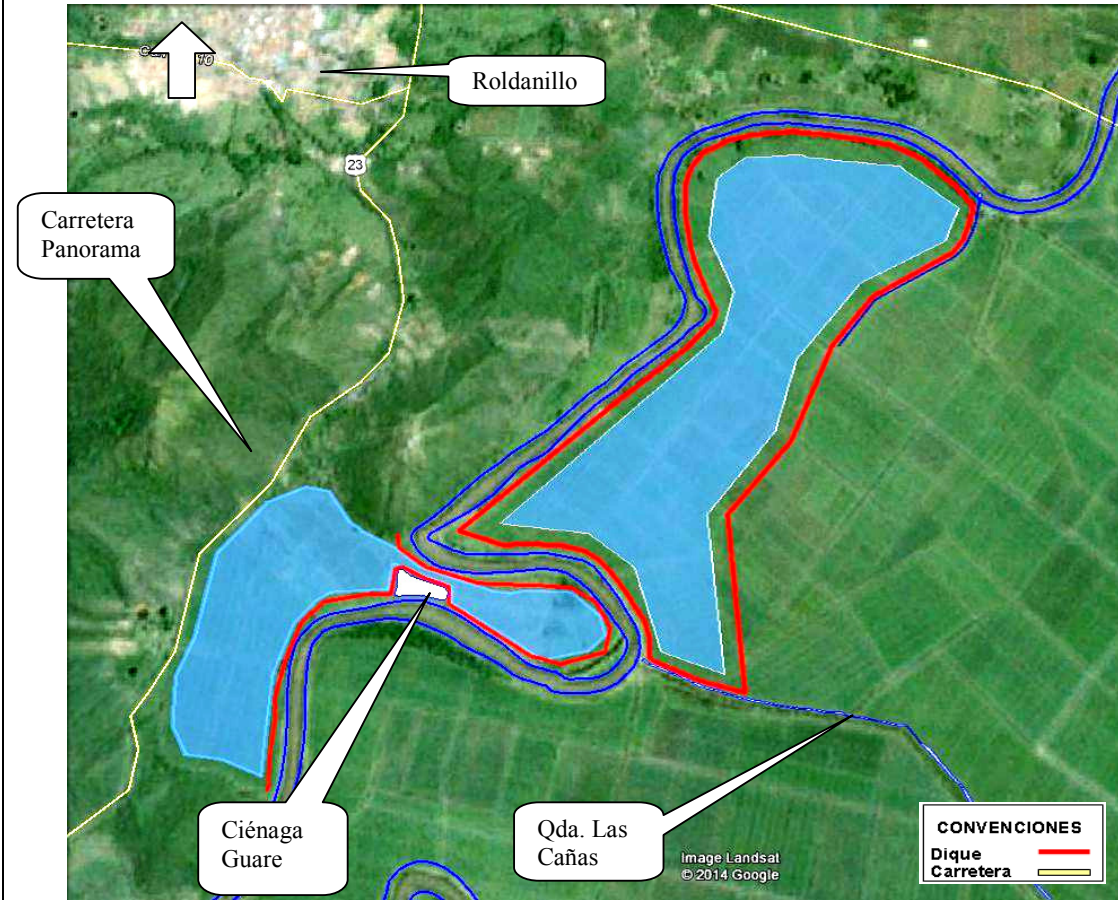 Roldanillo
23
Carretera
Panorama
Ciénaga
Guare
Qda. Las
Cañas
Image Landsat
© 2014 Google
CONVENCIONES
Dique
Carretera